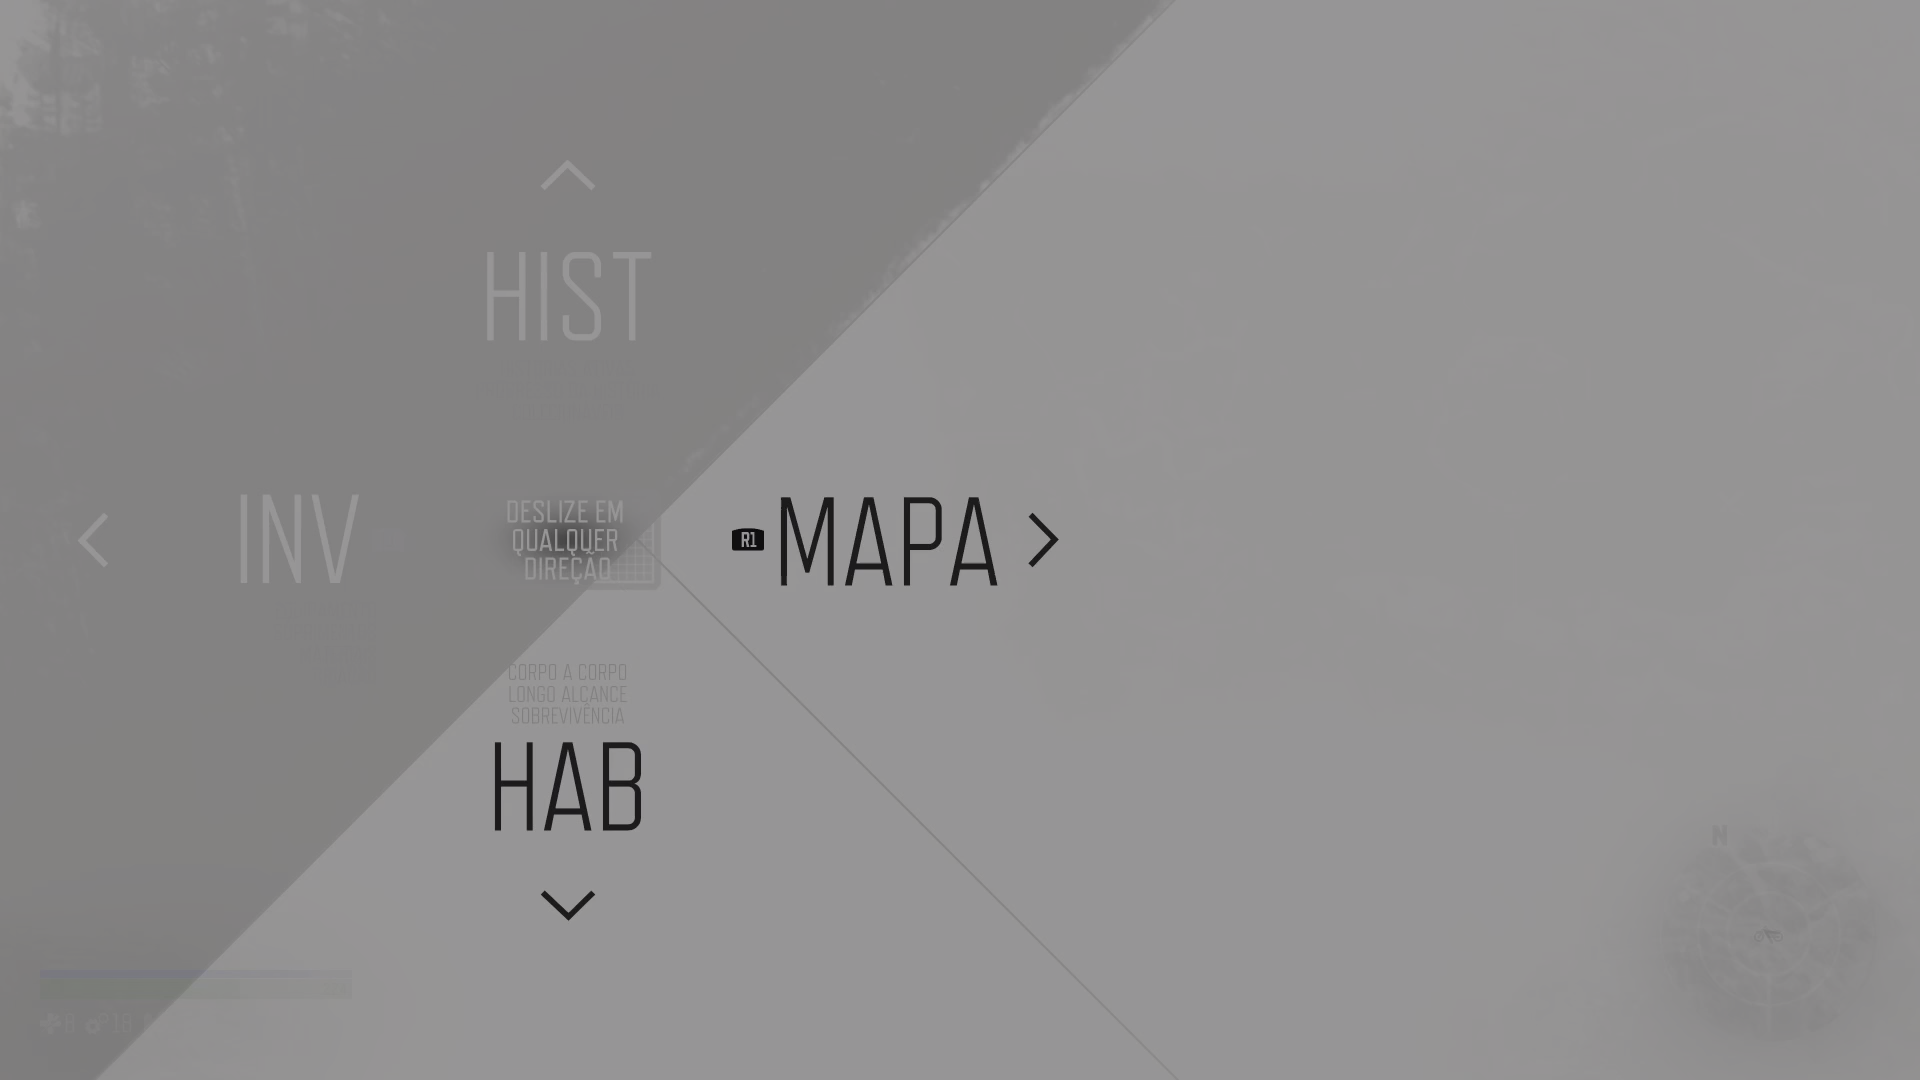 HIST
INV
DESLIZE EM
QUALQUER
DIREÇÃO
R1
MAPA
CORPO A CORPO
LONGO ALCANCE
SOBREVIVÊNCIA
HAB
N